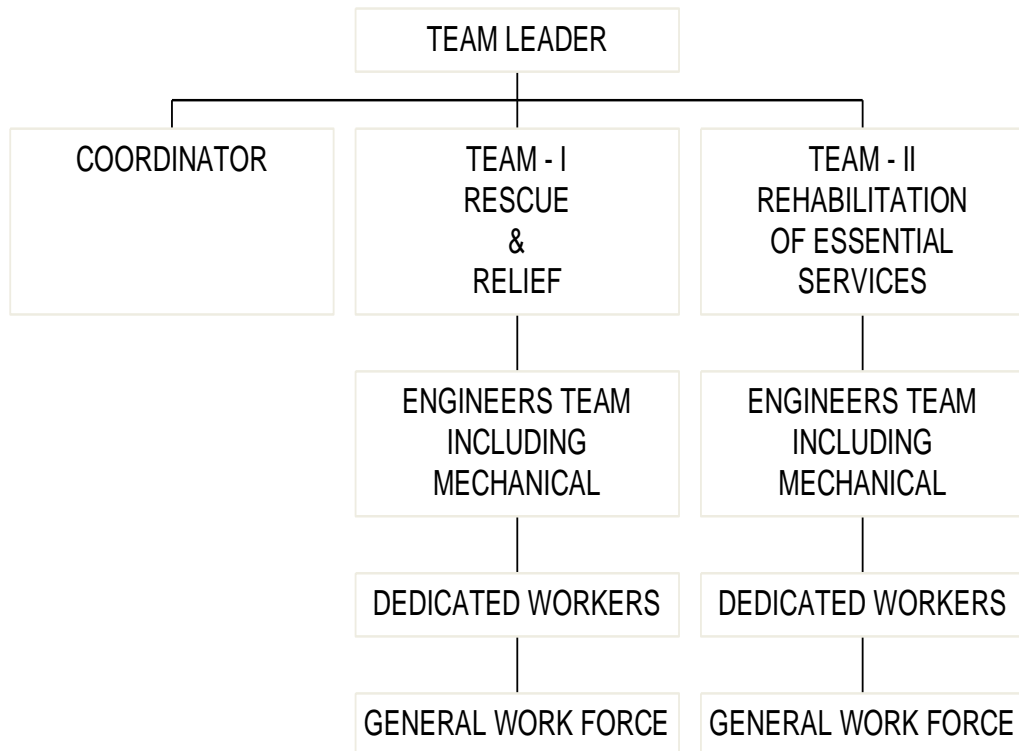 TEAM LEADER
COORDINATOR
TEAM - I
RESCUE
&
RELIEF
TEAM - II
REHABILITATION
OF ESSENTIAL
SERVICES
ENGINEERS TEAM
INCLUDING
MECHANICAL
ENGINEERS TEAM
INCLUDING
MECHANICAL
DEDICATED WORKERS
DEDICATED WORKERS
GENERAL WORK FORCE
GENERAL WORK FORCE